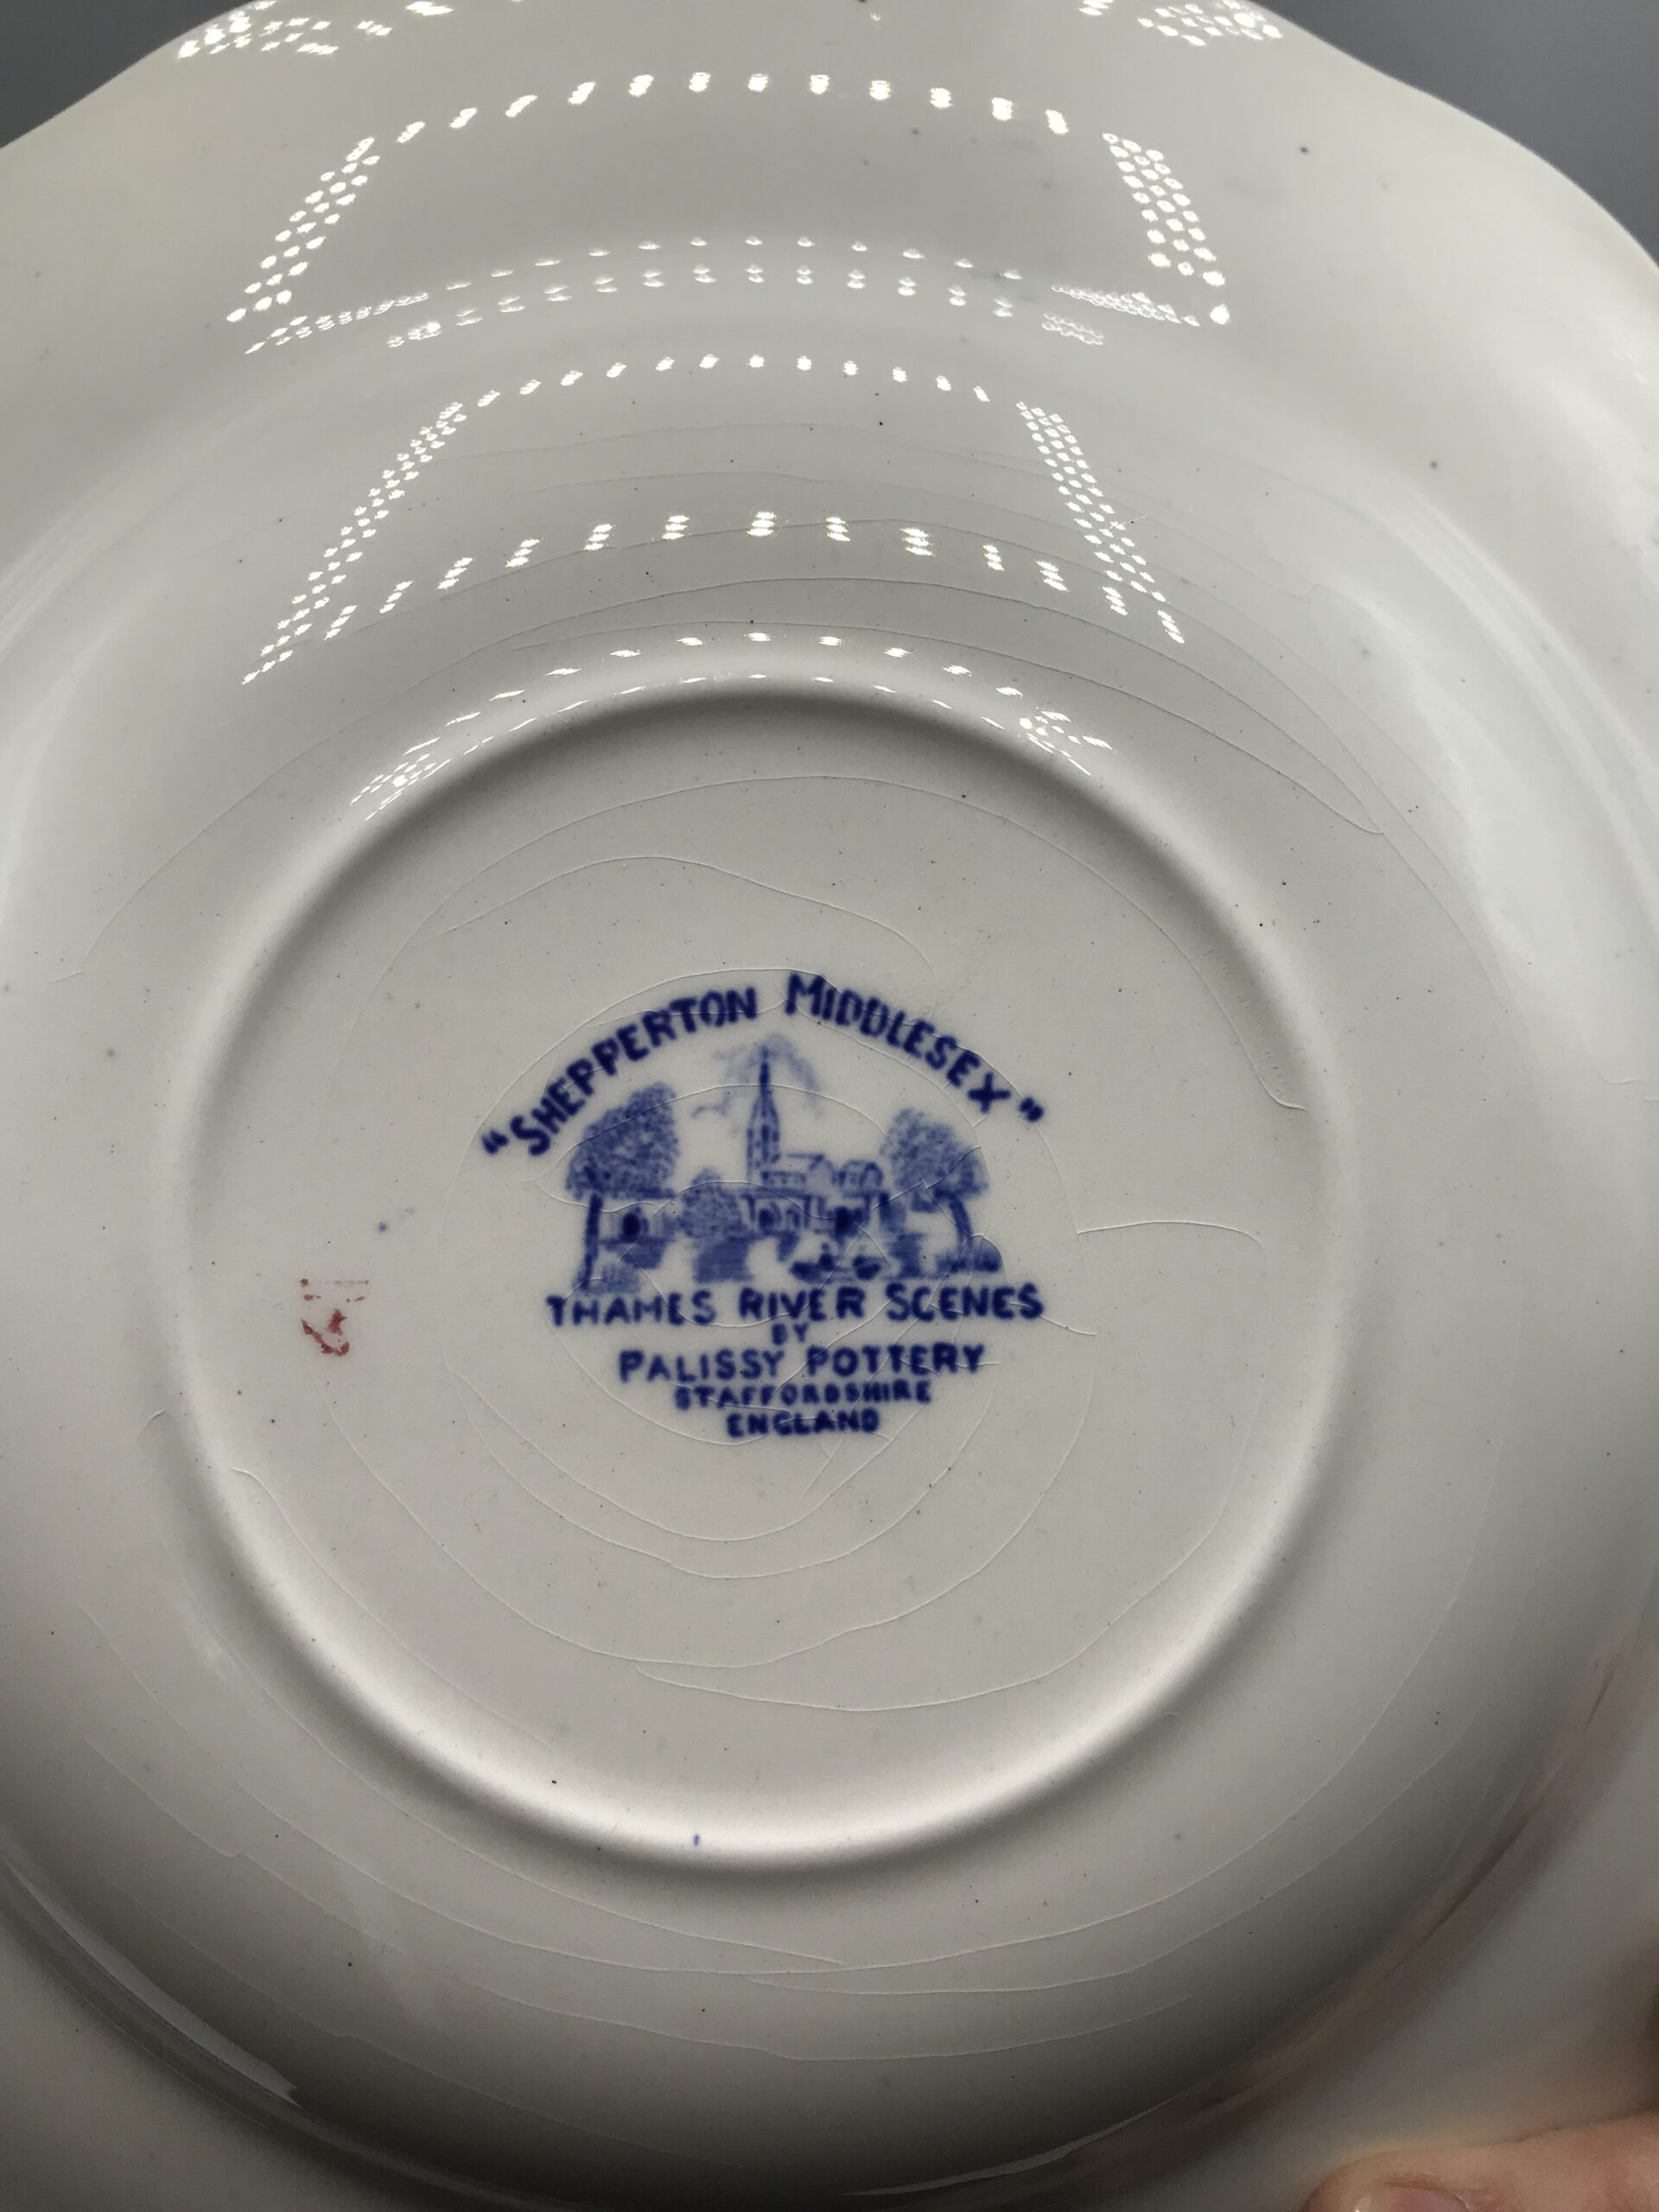 "SHEPPERTON MIDDLESEX"
THAMES RIVER SCENES
BY
PALISSY POTTERY
STAFFORDSHIRE
ENGLAND